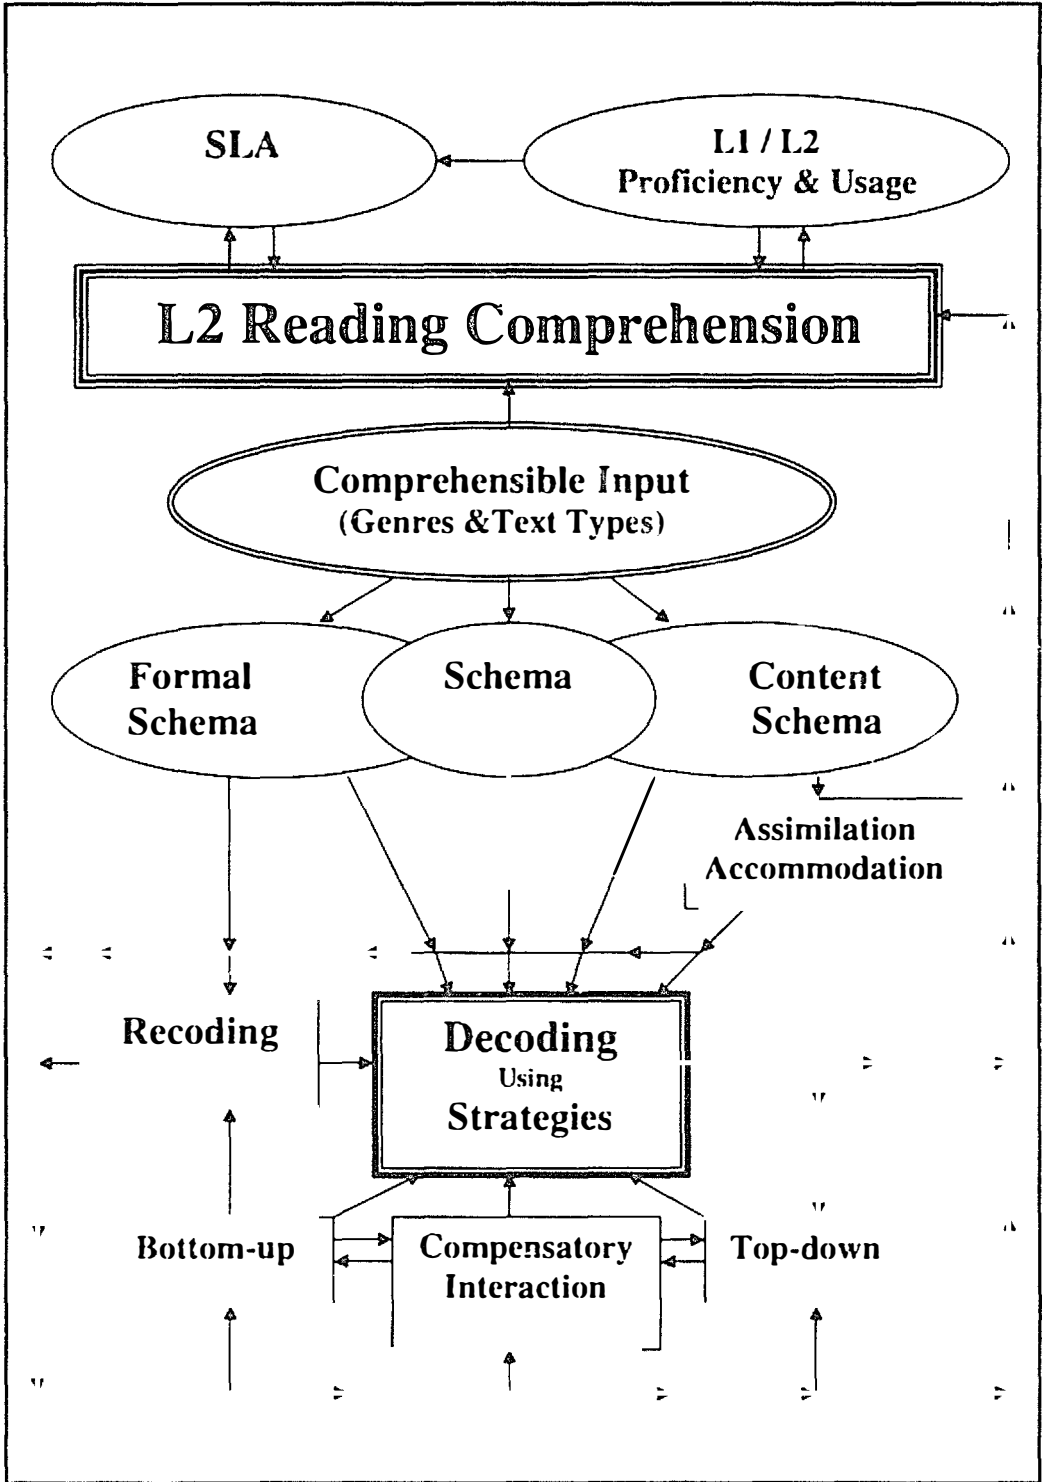 SLA
L1 / L2
Proficiency & Usage
L2 Reading Comprehension
Comprehensible Input
(Genres &Text Types)
Formal
Schema
Schema
Content
Schema
Assimilation
Accommodation
Recoding
Decoding
Using
Strategies
Bottom-up
Compensatory
Interaction
Top-down